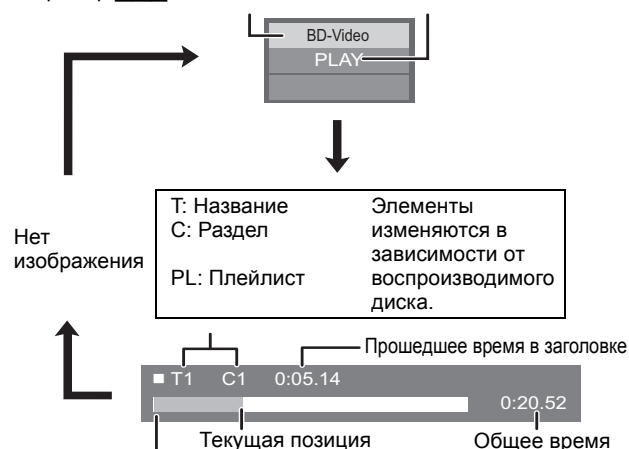 BD-Video
PLAY
T: Название
C: Раздел
PL: Плейлист
Элементы
изменяются в
зависимости от
воспроизводимого
диска.
Нет
изображения
Прошедшее время в заголовке
T1 C1 0:05.14
0:20.52
Текущая позиция
Общее время